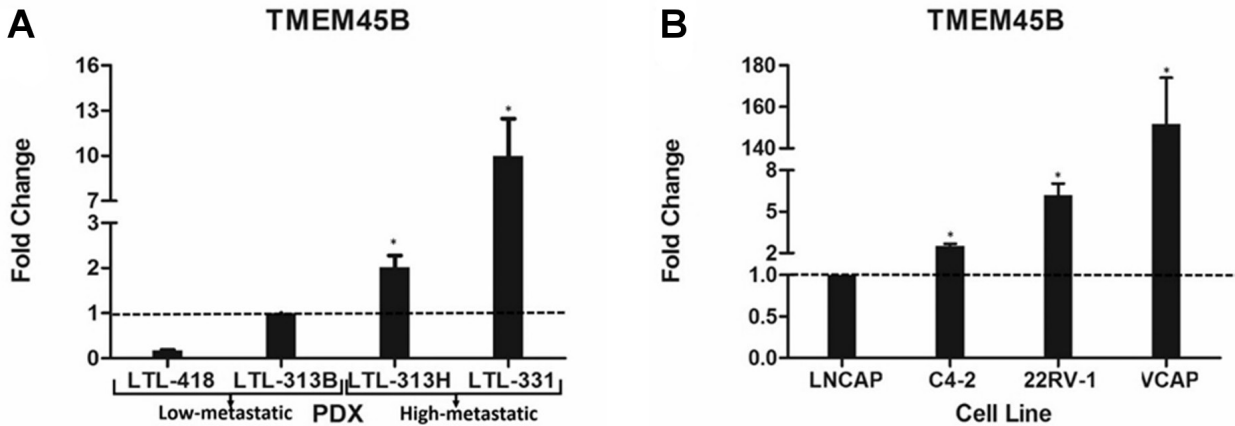 A
TMEM45B
Fold Change
16
13
10
7
3
2
1
0
*
*
LTL-418 LTL-313B LTL-313H LTL-331
Low-metastatic PDX High-metastatic
B
TMEM45B
Fold Change
180
160
140
8
5
2
1.0
0.5
0.0
*
*
*
LNCAP C4-2 22RV-1 VCAP
Cell Line